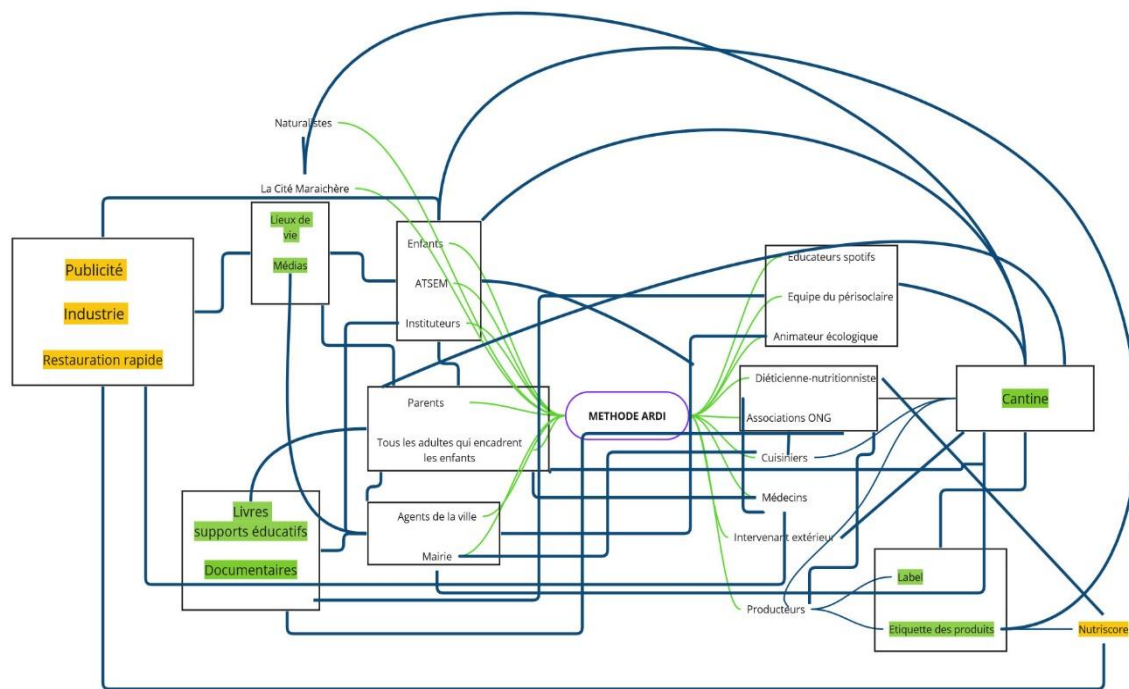 Naturalistes
La Cité Maraichère
Lieux de
vie
Médias
Publicité
Industrie
Restauration rapide
Enfants
ATSEM
Instituteurs
Parents
Tous les adultes qui encadrent
les enfants
Livres
supports éducatifs
Documentaires
Agents de la ville
Mairie
METHODE ARDI
Educateurs spotifs
Equipe du périsoclaire
Animateur écologique
Diéticienne-nutritionniste
Associations ONG
Cuisiniers
Médecins
Intervenant extérieur
Producteurs
Cantine
Label
Etiquette des produits
Nutriscore